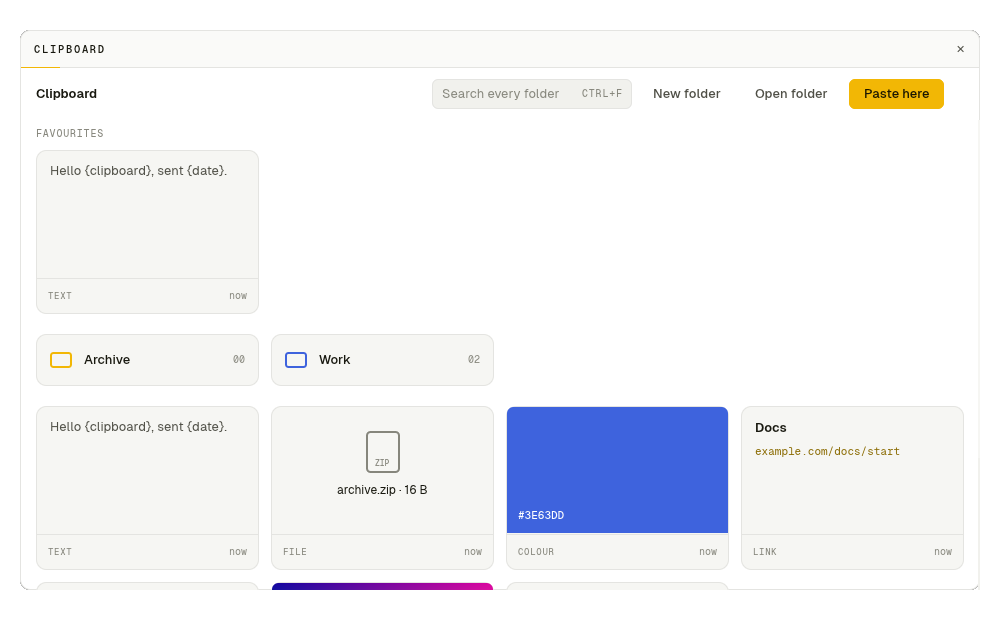 CLIPBOARD ×
Clipboard
Search every folder CTRL+F
New folder
Open folder
Paste here
FAVOURITES
Hello {clipboard}, sent {date}.
TEXT now
Archive 00
Work 02
Hello {clipboard}, sent {date}.
TEXT now
ZIP
archive.zip · 16 B
FILE now
#3E63DD
COLOUR now
Docs
example.com/docs/start
LINK now